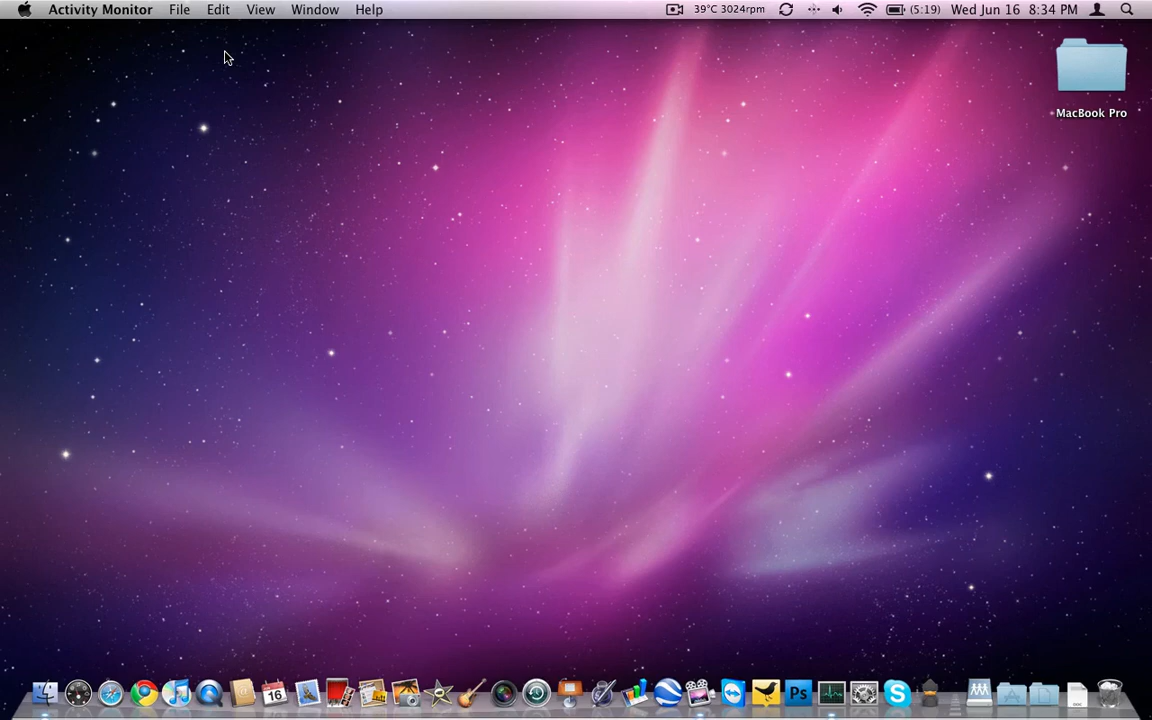 Activity Monitor File Edit View Window Help 39°C 3024rpm (5:19) Wed Jun 16 8:34 PM
MacBook Pro
16
Ps